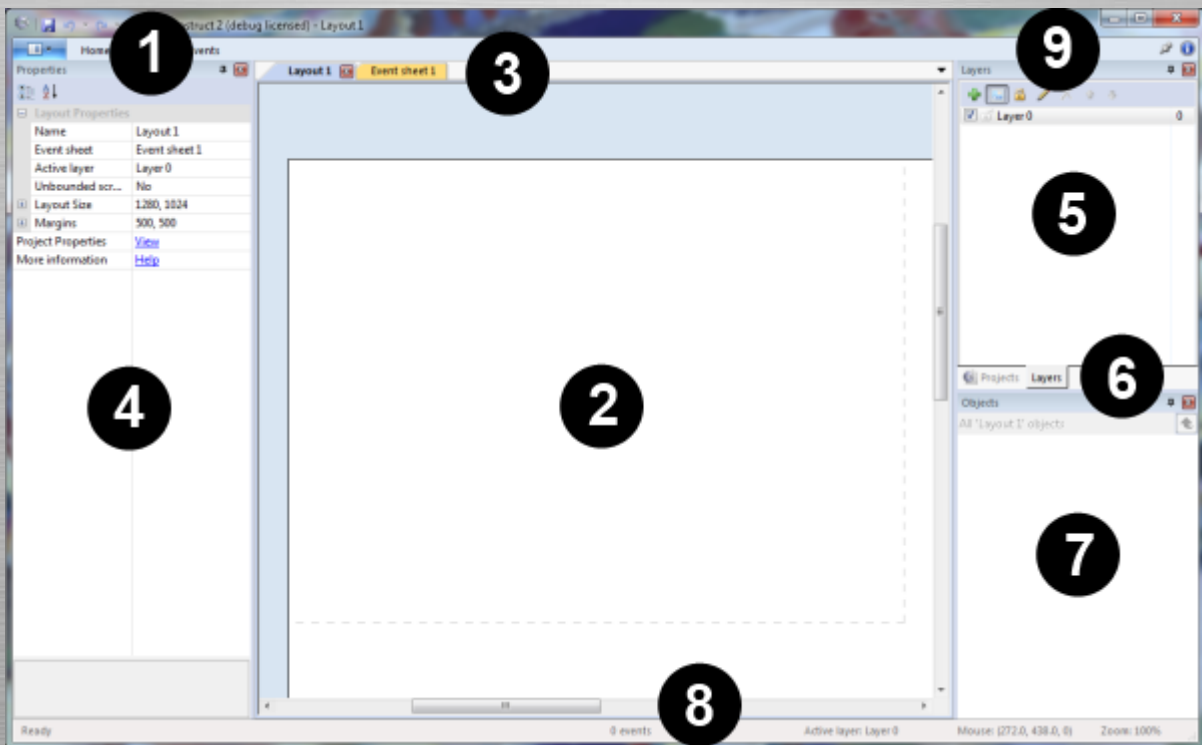 struct 2 (debug licensed) - Layout 1
1
9
Home
vents
Properties
Layout 1
Event sheet 1
3
Layers
Layout Properties
Name Layout 1
Event sheet Event sheet 1
Active layer Layer 0
Unbounded scr... No
Layout Size 1280, 1024
Margins 500, 500
Project Properties View
More information Help
Layer 0 0
5
4
2
Projects Layers
6
Objects
All 'Layout 1' objects
7
8
Ready
0 events
Active layer: Layer 0
Mouse: (272.0, 438.0, 0)
Zoom: 100%